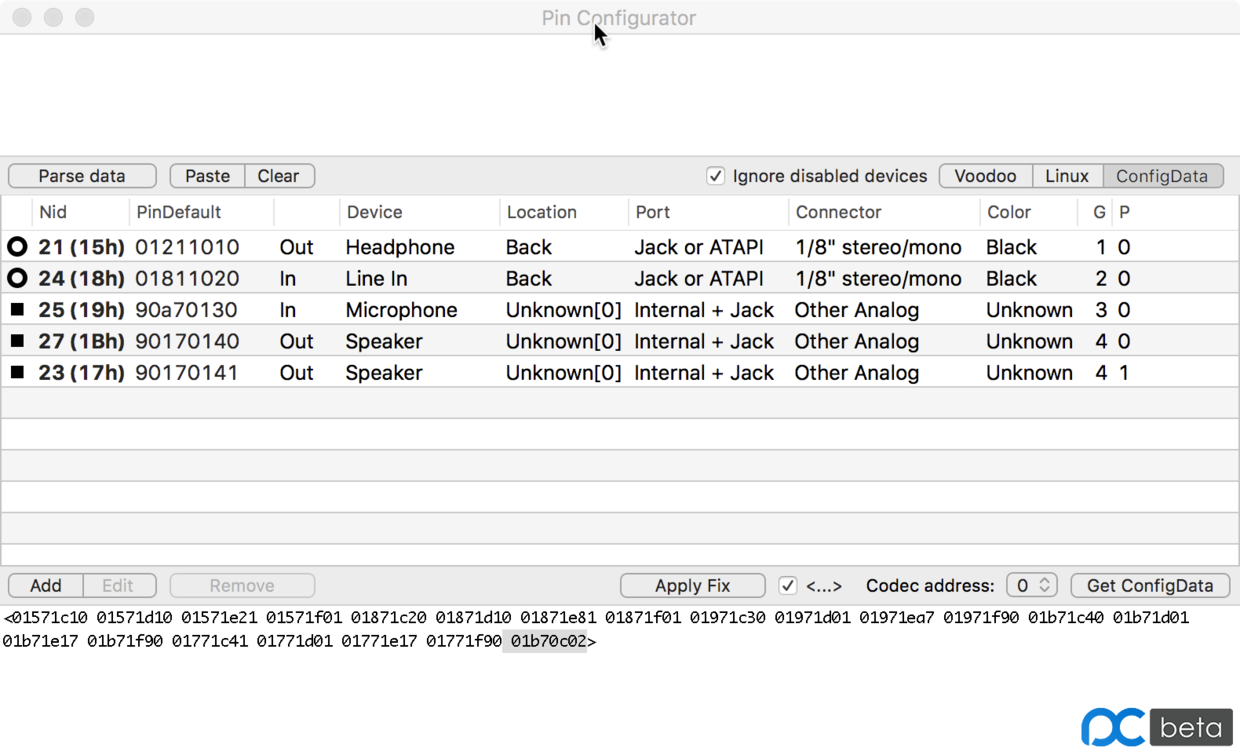 Pin Configurator
Parse data Paste Clear Ignore disabled devices Voodoo Linux ConfigData
Nid PinDefault Device Location Port Connector Color G P
21 (15h) 01211010 Out Headphone Back Jack or ATAPI 1/8" stereo/mono Black 1 0
24 (18h) 01811020 In Line In Back Jack or ATAPI 1/8" stereo/mono Black 2 0
25 (19h) 90a70130 In Microphone Unknown[0] Internal + Jack Other Analog Unknown 3 0
27 (1Bh) 90170140 Out Speaker Unknown[0] Internal + Jack Other Analog Unknown 4 0
23 (17h) 90170141 Out Speaker Unknown[0] Internal + Jack Other Analog Unknown 4 1
Add Edit Remove Apply Fix <...> Codec address: 0 Get ConfigData
<01571c10 01571d10 01571e21 01571f01 01871c20 01871d10 01871e81 01871f01 01971c30 01971d01 01971ea7 01971f90 01b71c40 01b71d01
01b71e17 01b71f90 01771c41 01771d01 01771e17 01771f90 01b70c02>
pc beta